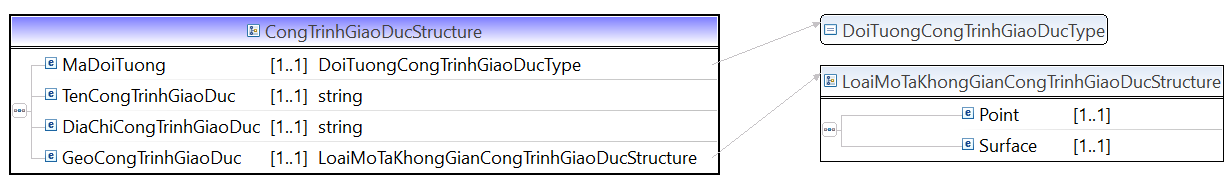 CongTrinhGiaoDucStructure
MaDoiTuong [1..1] DoiTuongCongTrinhGiaoDucType
TenCongTrinhGiaoDuc [1..1] string
DiaChiCongTrinhGiaoDuc [1..1] string
GeoCongTrinhGiaoDuc [1..1] LoaiMoTaKhongGianCongTrinhGiaoDucStructure
DoiTuongCongTrinhGiaoDucType
LoaiMoTaKhongGianCongTrinhGiaoDucStructure
Point [1..1]
Surface [1..1]